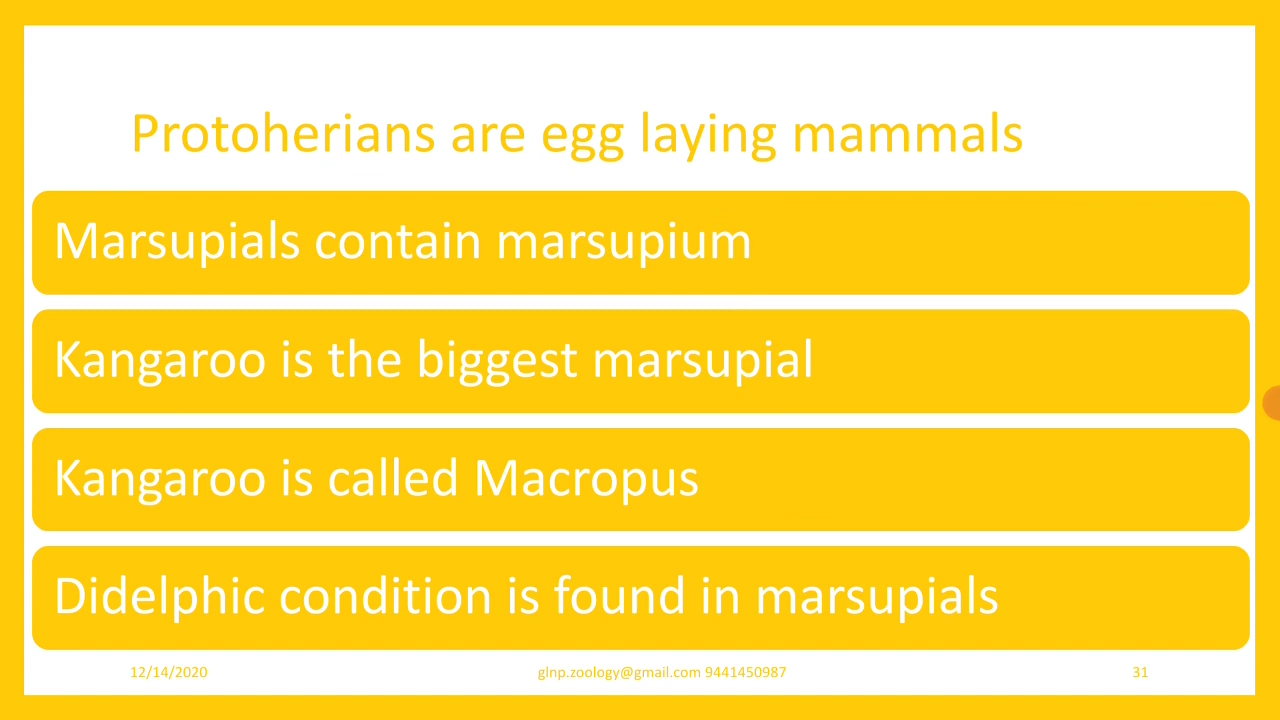 Protoherians are egg laying mammals
Marsupials contain marsupium
Kangaroo is the biggest marsupial
Kangaroo is called Macropus
Didelphic condition is found in marsupials
12/14/2020 glnp.zoology@gmail.com 9441450987 31